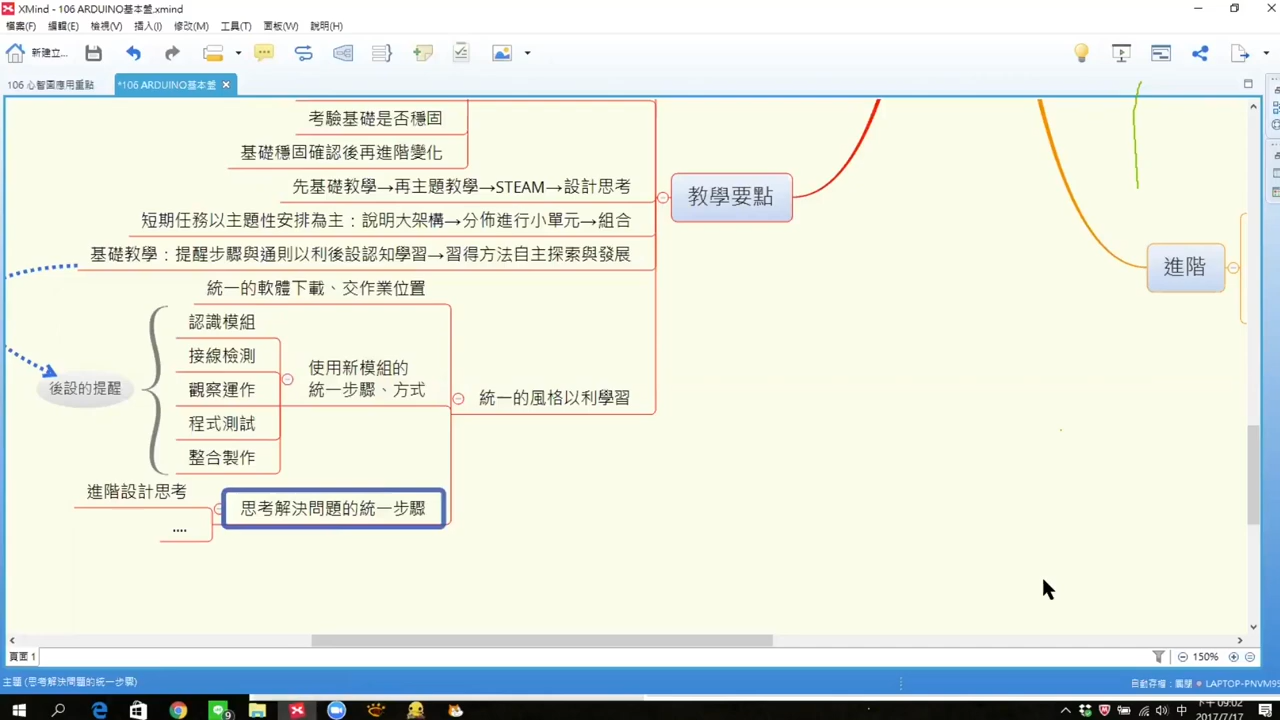 XMind - 106 ARDUINO基本盤.xmind
檔案(F) 編輯(E) 檢視(V) 插入(I) 修改(M) 工具(T) 面板(W) 說明(H)
新建立...
106 心智圖應用重點
*106 ARDUINO基本盤
考驗基礎是否穩固
基礎穩固確認後再進階變化
先基礎教學→再主題教學→STEAM→設計思考
教學要點
短期任務以主題性安排為主：說明大架構→分佈進行小單元→組合
基礎教學：提醒步驟與通則以利後設認知學習→習得方法自主探索與發展
進階
統一的軟體下載、交作業位置
認識模組
接線檢測
使用新模組的
統一步驟、方式
後設的提醒
觀察運作
統一的風格以利學習
程式測試
整合製作
進階設計思考
思考解決問題的統一步驟
....
頁面 1
150%
主題 (思考解決問題的統一步驟)
自動存檔：關閉
LAPTOP-PNVM95
9
中
下午 09:02
2017/7/17